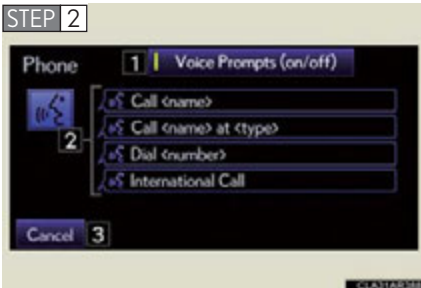 STEP 2
Phone 1 Voice Prompts (on/off)
Call <name>
Call <name> at <type>
2
Dial <number>
International Call
Cancel 3